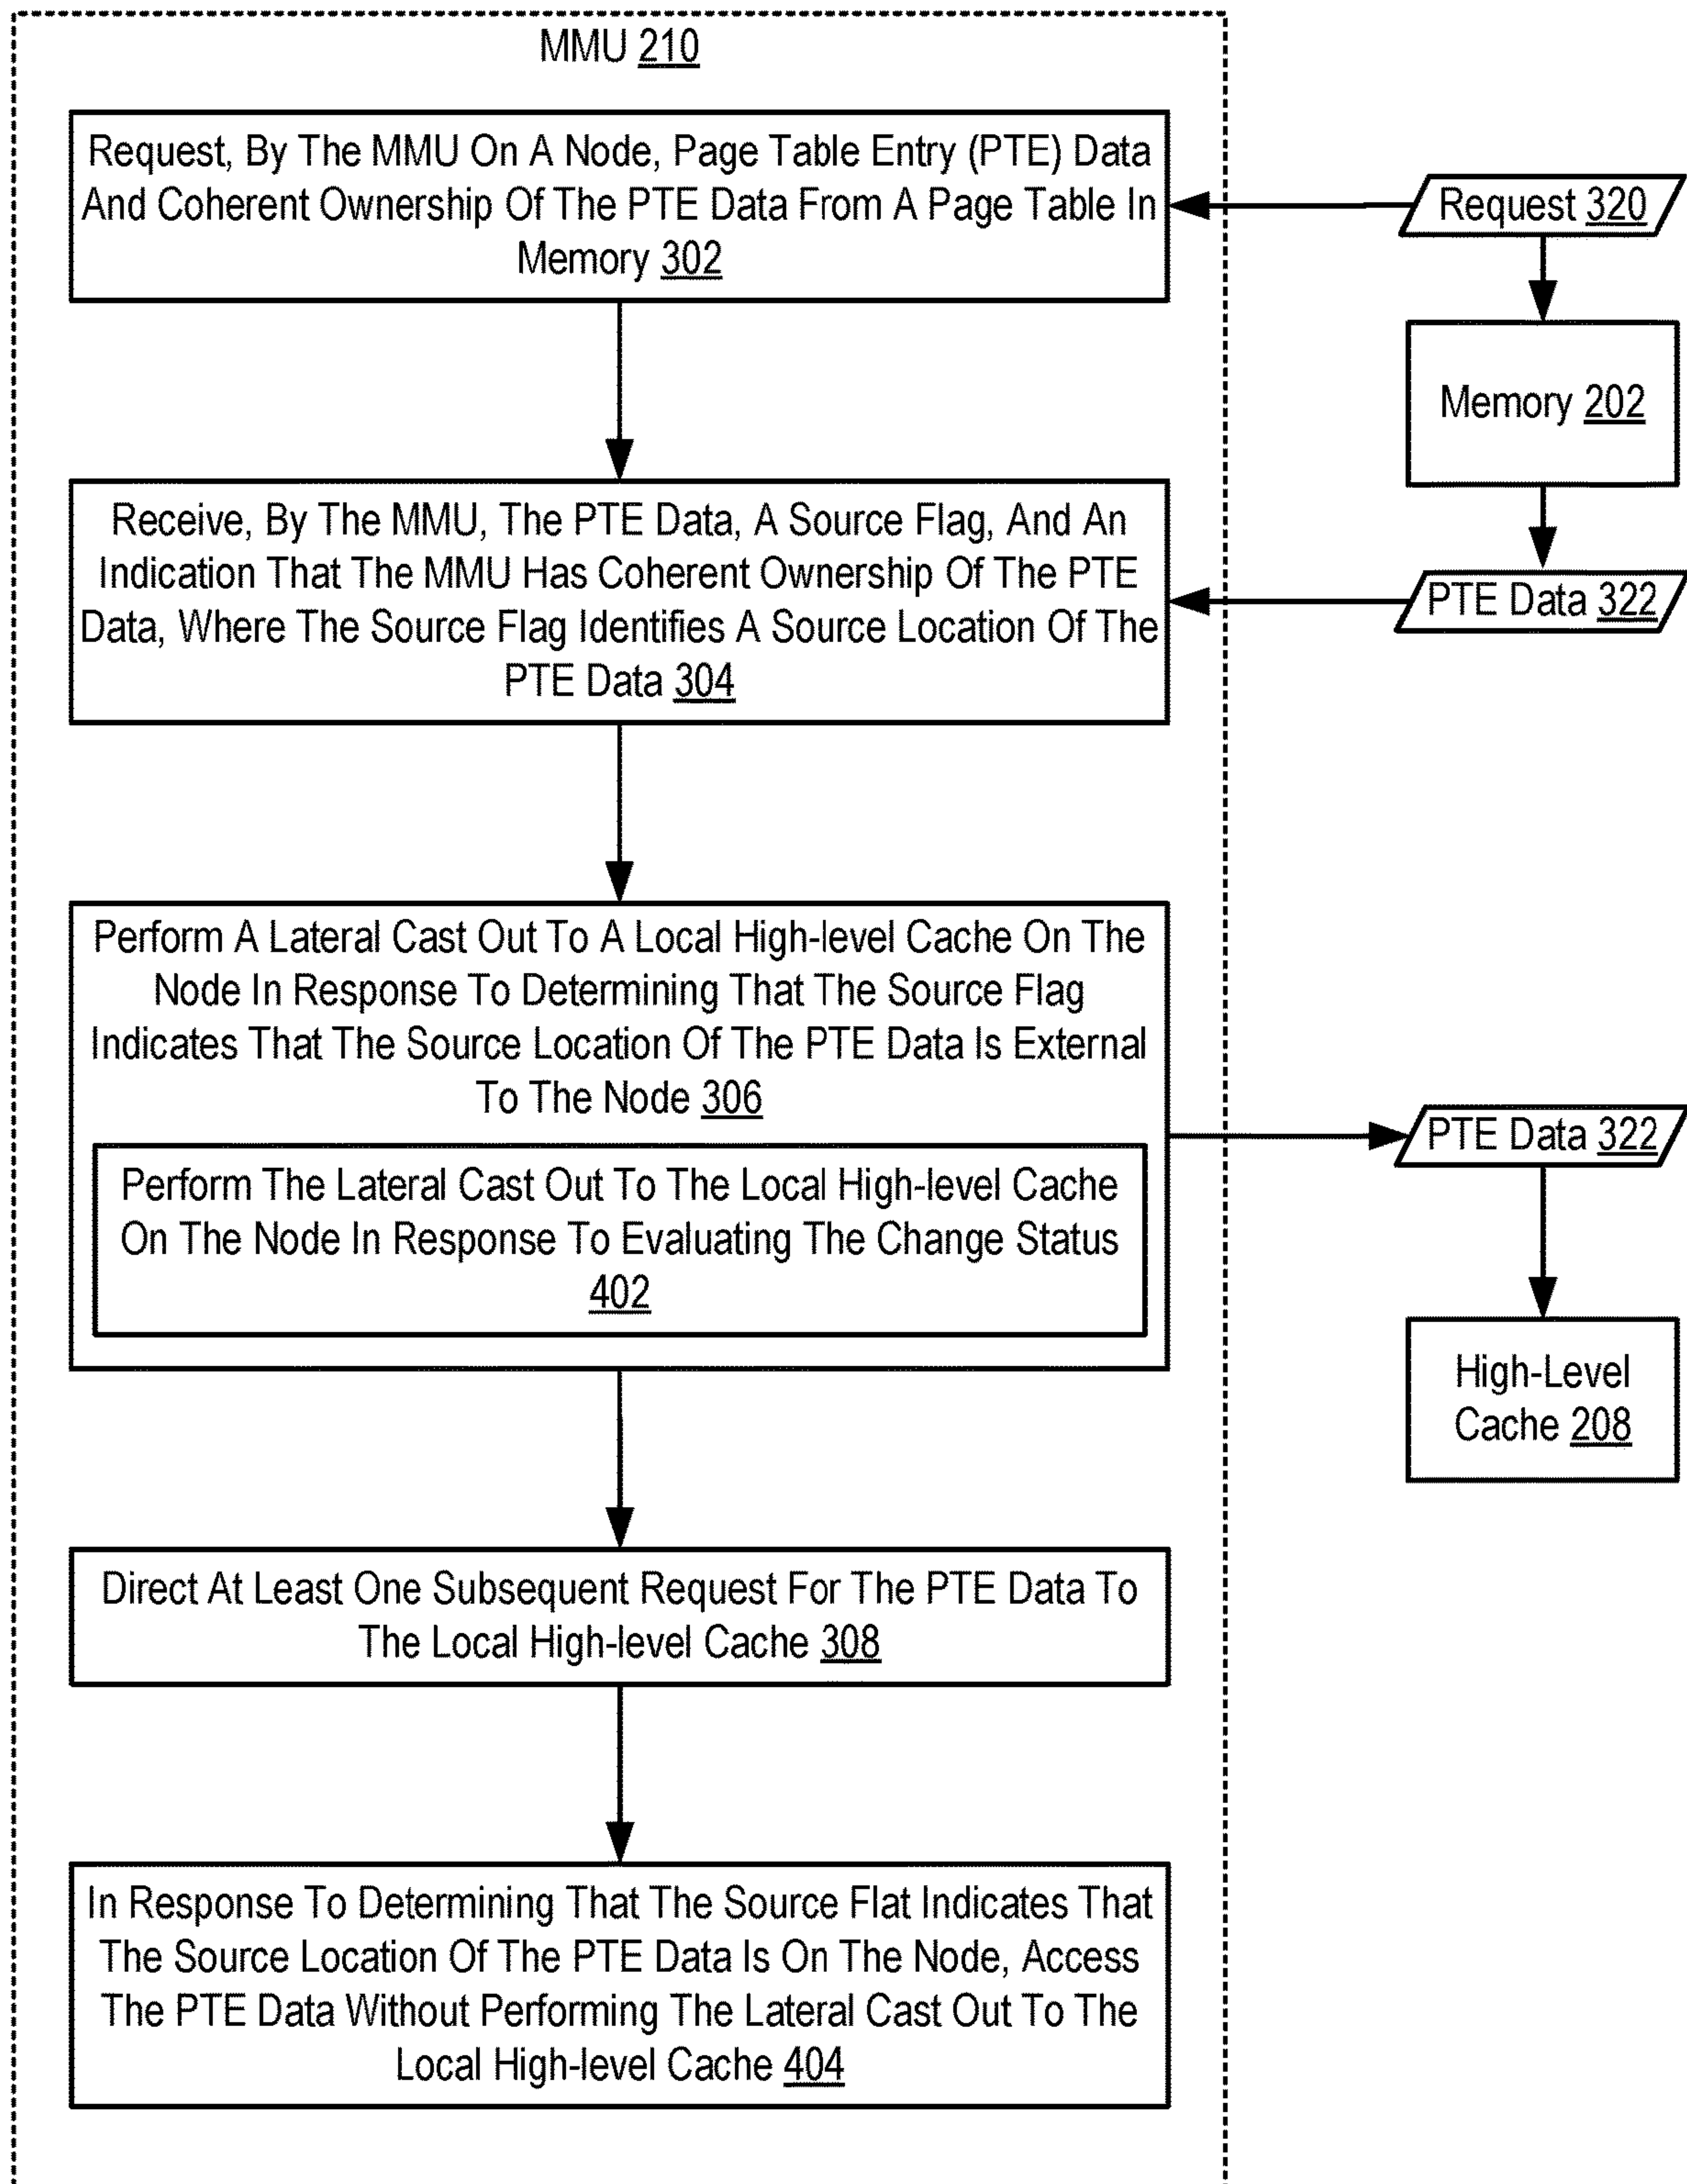 MMU 210
Request, By The MMU On A Node, Page Table Entry (PTE) Data
And Coherent Ownership Of The PTE Data From A Page Table In
Memory 302
Request 320
Memory 202
Receive, By The MMU, The PTE Data, A Source Flag, And An
Indication That The MMU Has Coherent Ownership Of The PTE
Data, Where The Source Flag Identifies A Source Location Of The
PTE Data 304
PTE Data 322
Perform A Lateral Cast Out To A Local High-level Cache On The
Node In Response To Determining That The Source Flag
Indicates That The Source Location Of The PTE Data Is External
To The Node 306
Perform The Lateral Cast Out To The Local High-level Cache
On The Node In Response To Evaluating The Change Status
402
PTE Data 322
High-Level
Cache 208
Direct At Least One Subsequent Request For The PTE Data To
The Local High-level Cache 308
In Response To Determining That The Source Flat Indicates That
The Source Location Of The PTE Data Is On The Node, Access
The PTE Data Without Performing The Lateral Cast Out To The
Local High-level Cache 404